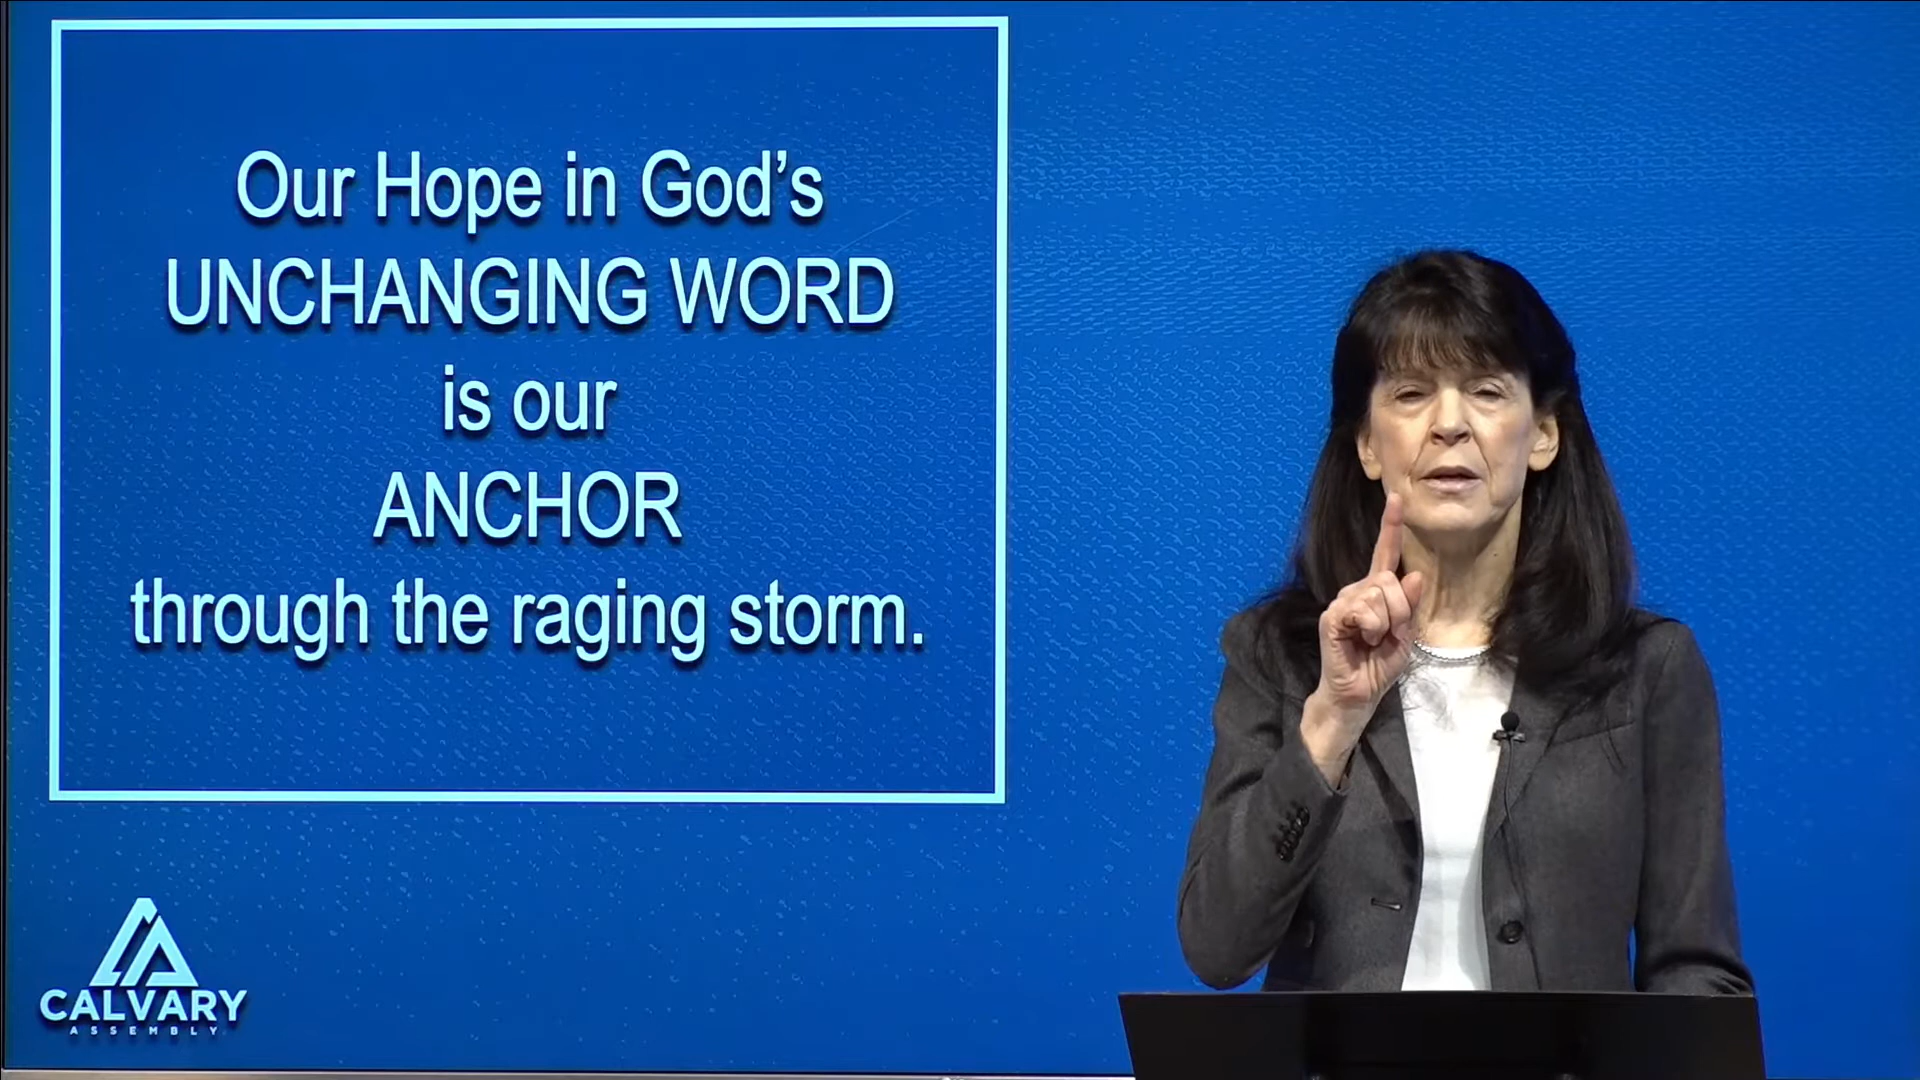 Our Hope in God's
UNCHANGING WORD
is our
ANCHOR
through the raging storm.
CALVARY
ASSEMBLY